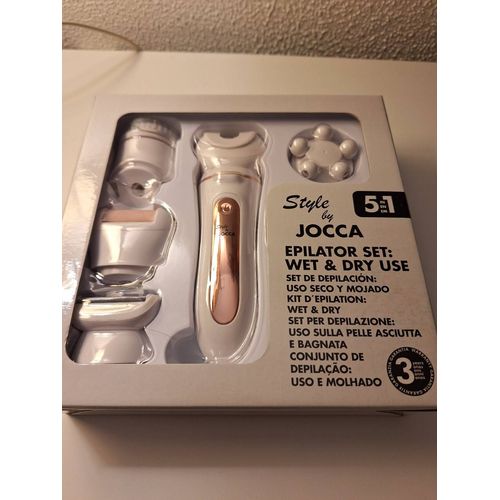 Style
by
JOCCA
5 in 1
EPILATOR SET:
WET & DRY USE
SET DE DEPILACIÓN:
USO SECO Y MOJADO
KIT D'EPILATION:
WET & DRY
SET PER DEPILAZIONE:
USO SULLA PELLE ASCIUTTA
E BAGNATA
CONJUNTO DE
DEPILAÇÃO:
USO E MOLHADO
3
JOCCA